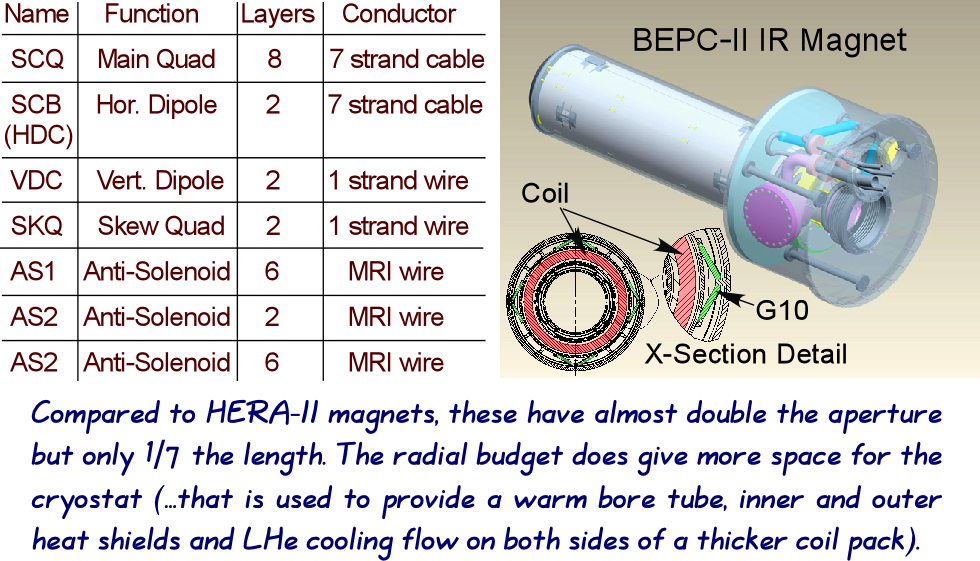 Name Function Layers Conductor
SCQ Main Quad 8 7 strand cable
SCB Hor. Dipole 2 7 strand cable
(HDC)
VDC Vert. Dipole 2 1 strand wire
SKQ Skew Quad 2 1 strand wire
AS1 Anti-Solenoid 6 MRI wire
AS2 Anti-Solenoid 2 MRI wire
AS2 Anti-Solenoid 6 MRI wire
BEPC-II IR Magnet
Coil
G10
X-Section Detail
Compared to HERA-II magnets, these have almost double the aperture
but only 1/7 the length. The radial budget does give more space for the
cryostat (...that is used to provide a warm bore tube, inner and outer
heat shields and LHe cooling flow on both sides of a thicker coil pack).